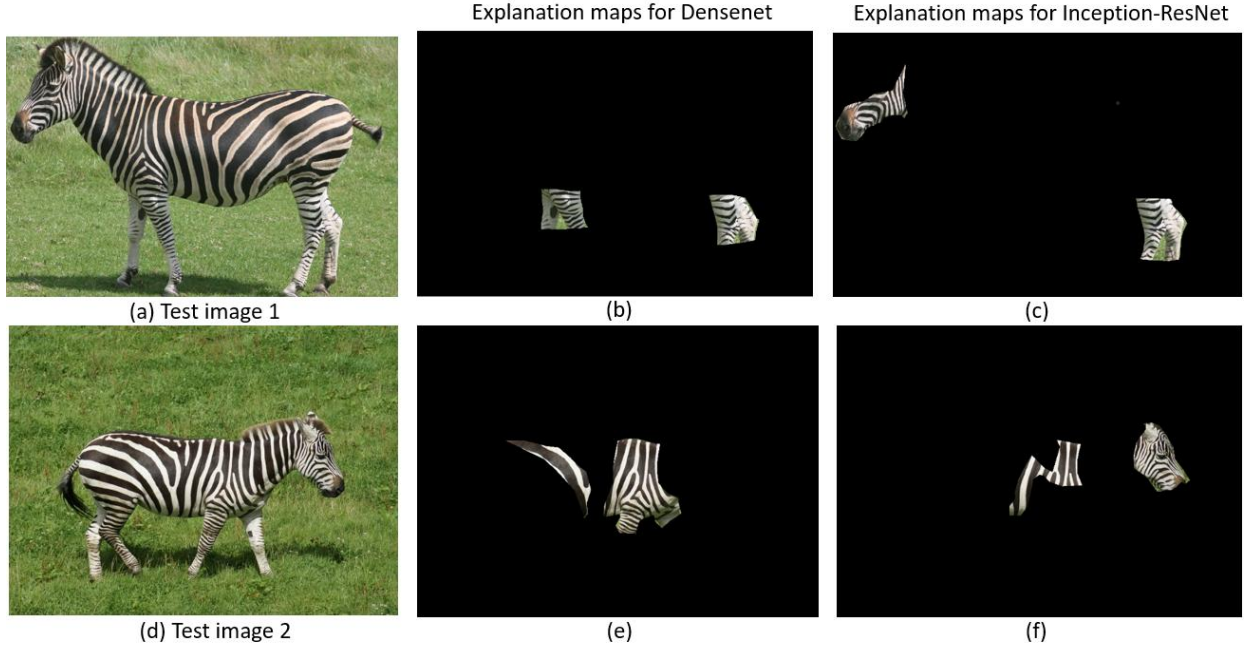 Explanation maps for Densenet
Explanation maps for Inception-ResNet
(a) Test image 1
(b)
(c)
(d) Test image 2
(e)
(f)